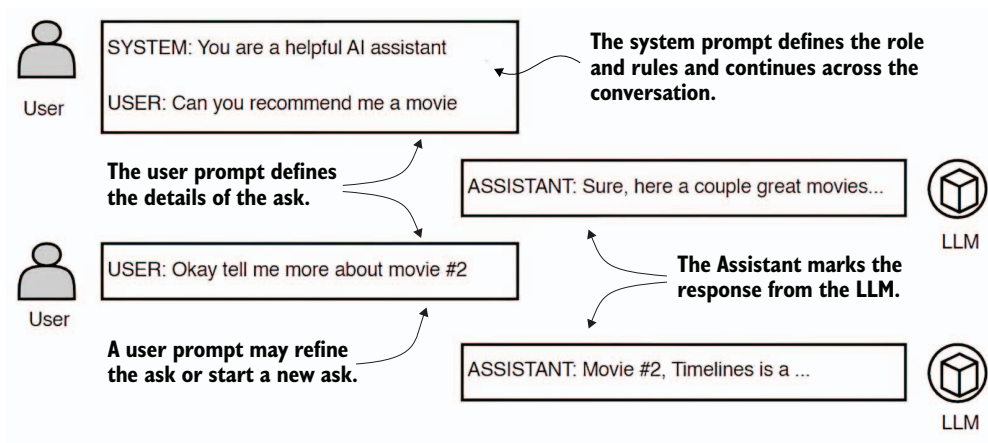 SYSTEM: You are a helpful AI assistant
USER: Can you recommend me a movie
User
The system prompt defines the role
and rules and continues across the
conversation.
The user prompt defines
the details of the ask.
ASSISTANT: Sure, here a couple great movies...
LLM
USER: Okay tell me more about movie #2
User
The Assistant marks the
response from the LLM.
A user prompt may refine
the ask or start a new ask.
ASSISTANT: Movie #2, Timelines is a ...
LLM